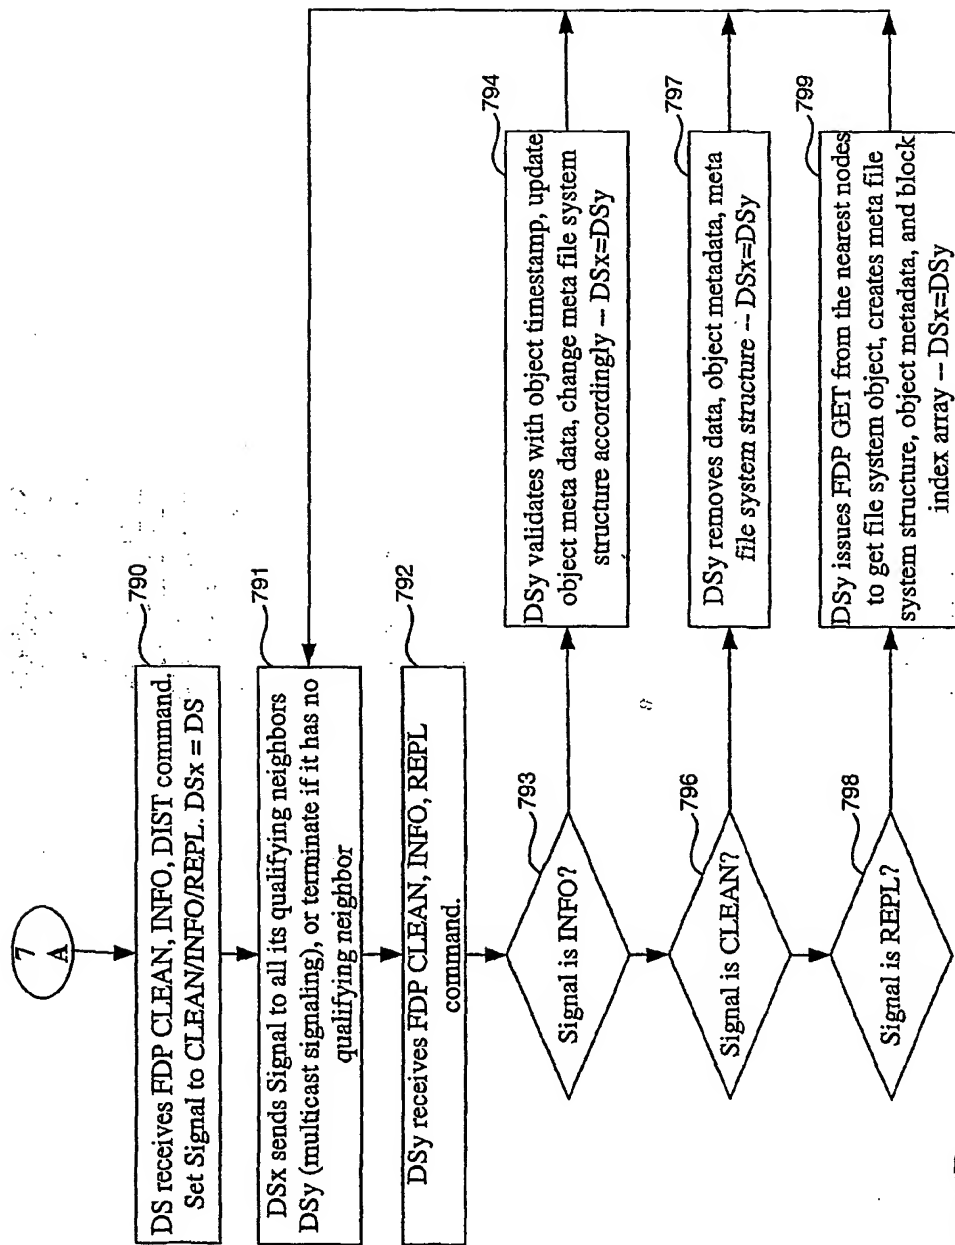 7
A
790
DS receives FDP CLEAN, INFO, DIST command.
Set Signal to CLEAN/INFO/REPL. DSx = DS
791
DSx sends Signal to all its qualifying neighbors
DSy (multicast signaling), or terminate if it has no
qualifying neighbor
792
DSy receives FDP CLEAN, INFO, REPL
command.
793
Signal is INFO?
794
DSy validates with object timestamp, update
object meta data, change meta file system
structure accordingly -- DSx=DSy
796
Signal is CLEAN?
797
DSy removes data, object metadata, meta
file system structure -- DSx=DSy
798
Signal is REPL?
799
DSy issues FDP GET from the nearest nodes
to get file system object, creates meta file
system structure, object metadata, and block
index array -- DSx=DSy